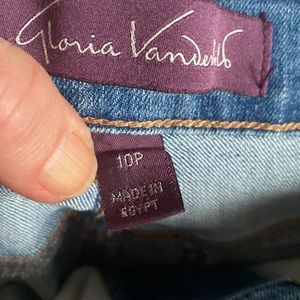 Gloria Vanderbilt
10P
MADE IN
EGYPT